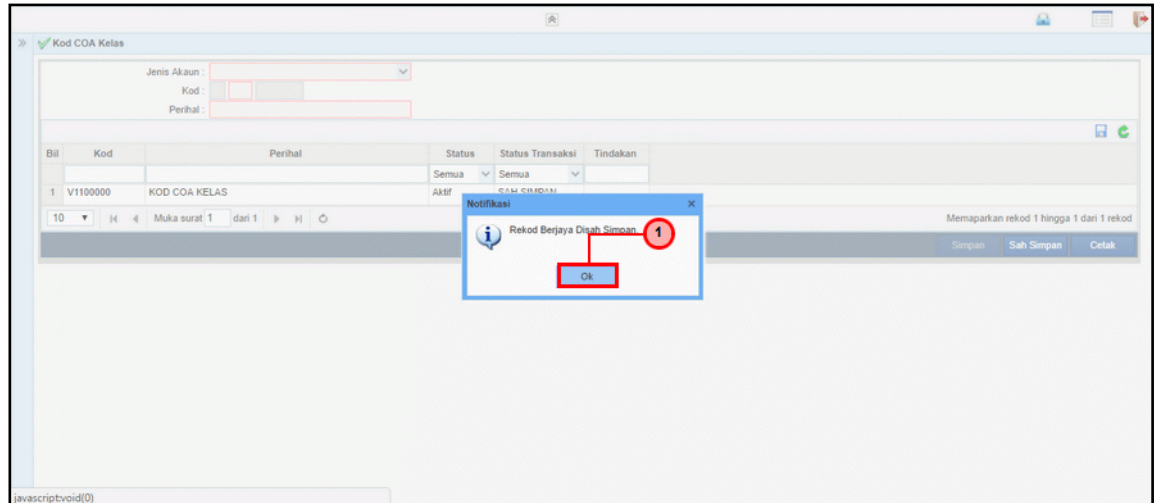 Kod COA Kelas
Jenis Akaun :
Kod :
Perihal :
Bil Kod Perihal Status Status Transaksi Tindakan
Semua Semua
1 V1100000 KOD COA KELAS Aktif SAH SIMPAN
Notifikasi ×
Rekod Berjaya Disah Simpan. 1
Ok
10 Muka surat 1 dari 1 Memaparkan rekod 1 hingga 1 dari 1 rekod
Simpan Sah Simpan Cetak
javascript:void(0)